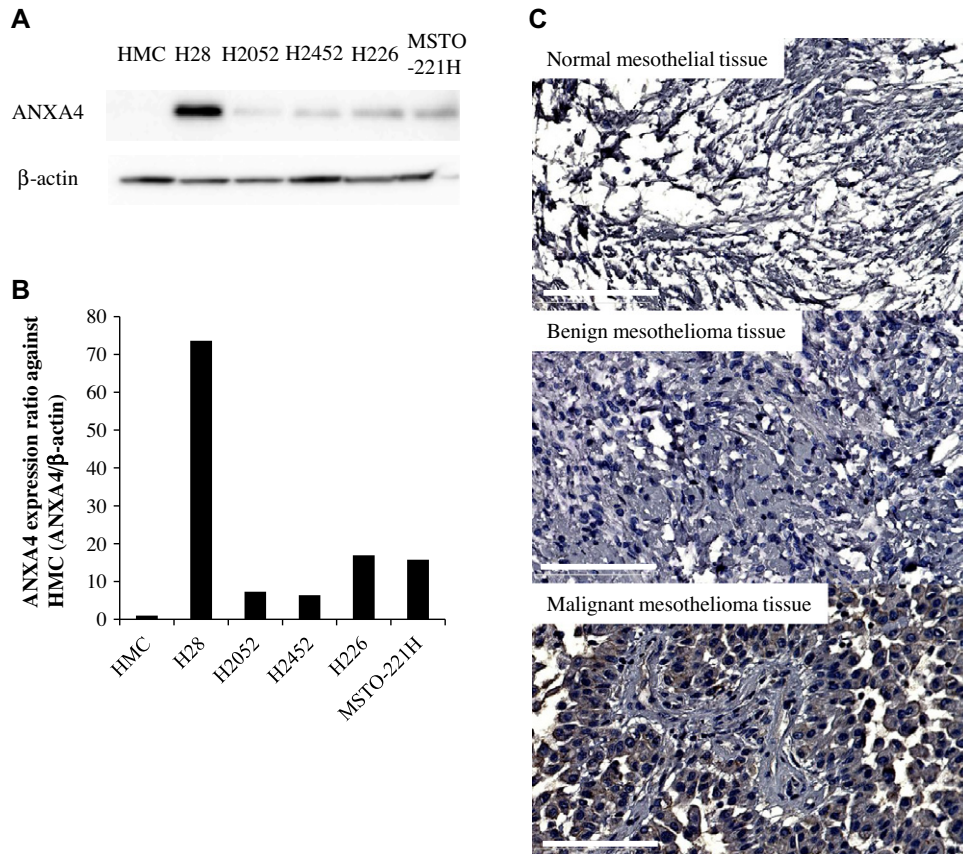 A
HMC H28 H2052 H2452 H226 MSTO
-221H
ANXA4
β-actin
B
ANXA4 expression ratio against
HMC (ANXA4/β-actin)
80
70
60
50
40
30
20
10
0
HMC
H28
H2052
H2452
H226
MSTO-221H
C
Normal mesothelial tissue
Benign mesothelioma tissue
Malignant mesothelioma tissue